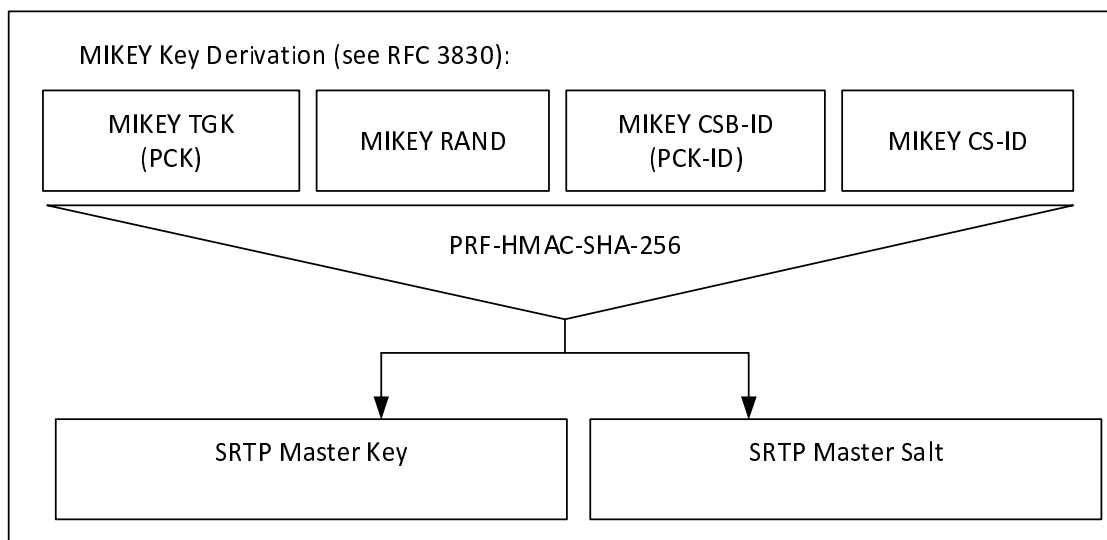 MIKEY Key Derivation (see RFC 3830):
MIKEY TGK
(PCK)
MIKEY RAND
MIKEY CSB-ID
(PCK-ID)
MIKEY CS-ID
PRF-HMAC-SHA-256
SRTP Master Key
SRTP Master Salt